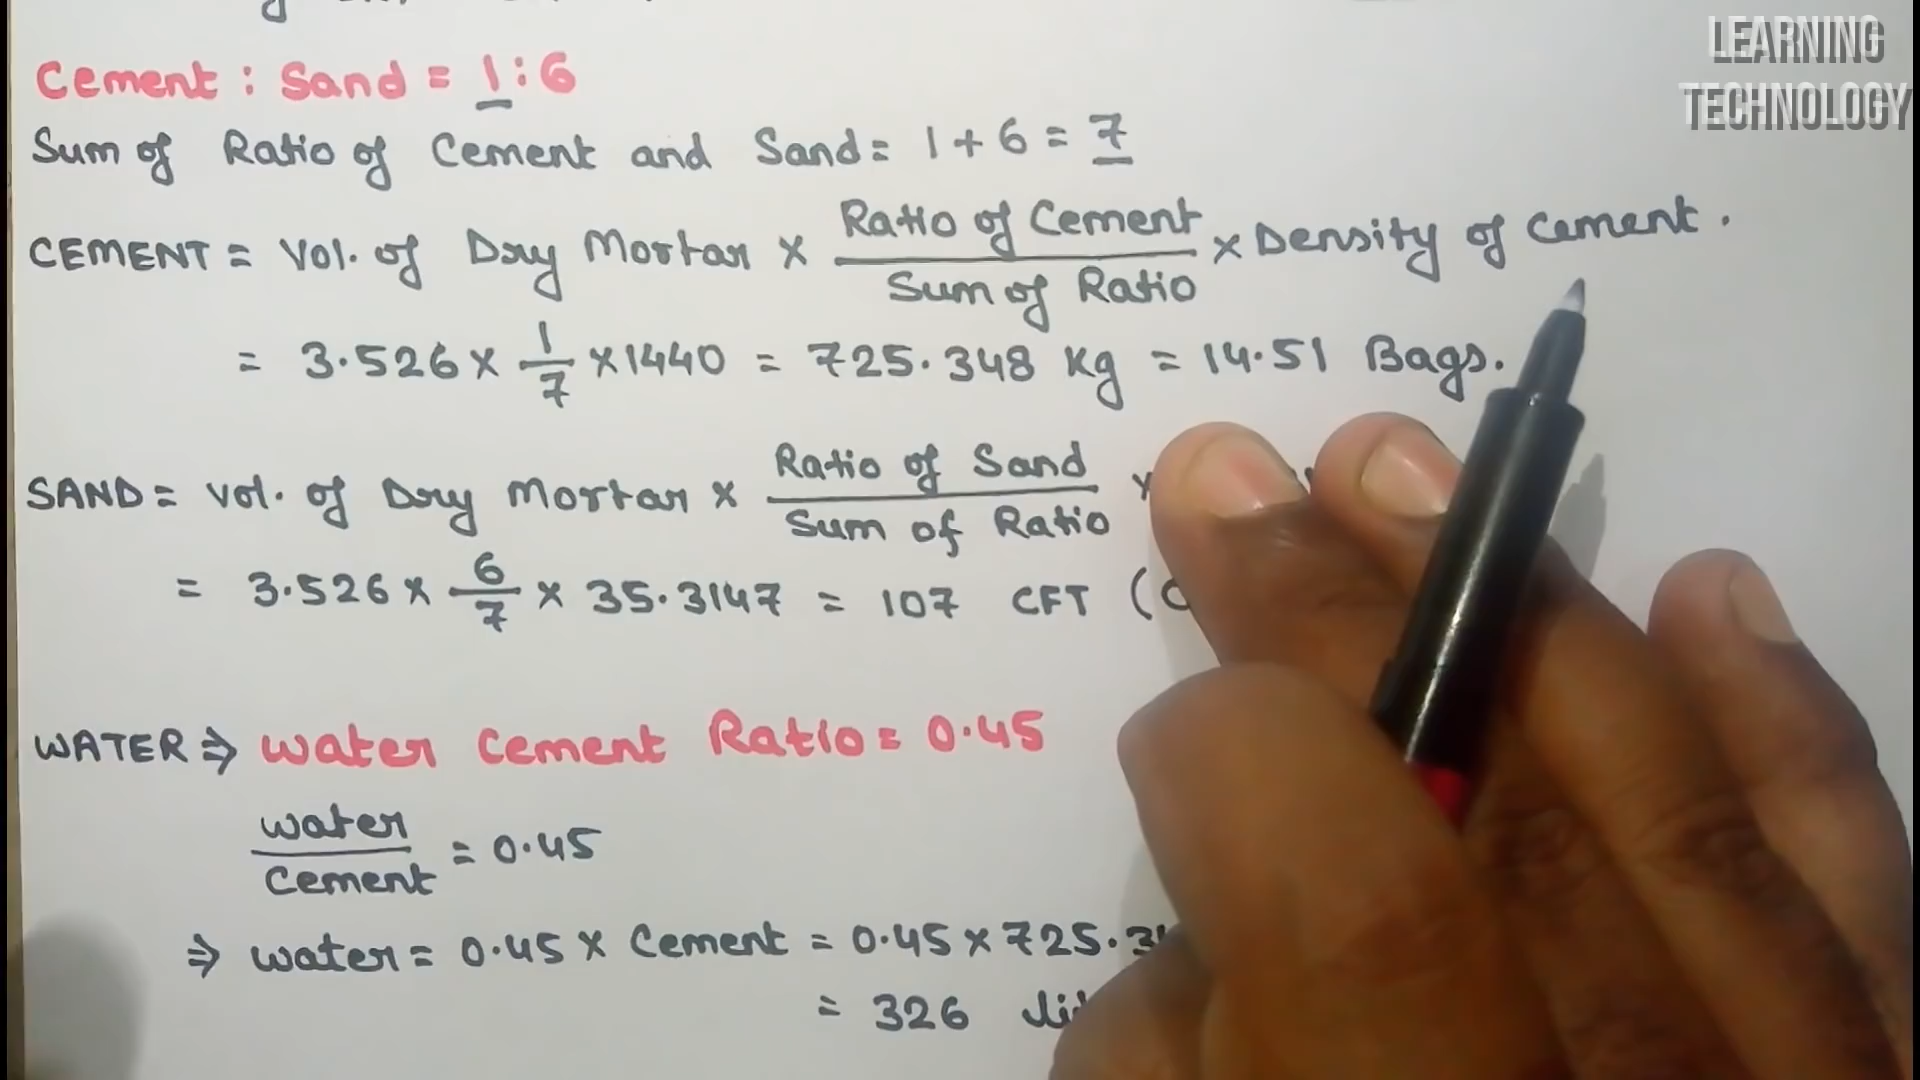 LEARNING
TECHNOLOGY
Cement : Sand = 1:6
Sum of Ratio of Cement and Sand = 1 + 6 = 7
CEMENT = Vol. of Dry Mortar × Ratio of Cement / Sum of Ratio × Density of Cement.
= 3.526 × 1/7 × 1440 = 725.348 Kg = 14.51 Bags.
SAND = Vol. of Dry Mortar × Ratio of Sand / Sum of Ratio ×
= 3.526 × 6/7 × 35.3147 = 107 CFT (
WATER ⇒ Water Cement Ratio = 0.45
Water / Cement = 0.45
⇒ Water = 0.45 × Cement = 0.45 × 725.3
= 326